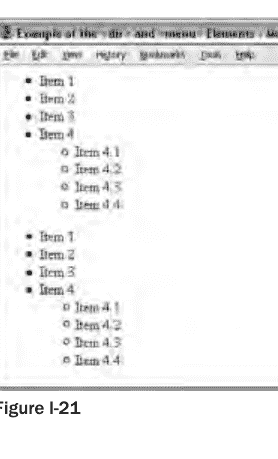 Example of the <dir> and <menu> Elements
File Edit View History Bookmarks Tools Help
Item 1
Item 2
Item 3
Item 4
Item 4.1
Item 4.2
Item 4.3
Item 4.4
Item 1
Item 2
Item 3
Item 4
Item 4.1
Item 4.2
Item 4.3
Item 4.4
Figure I-21